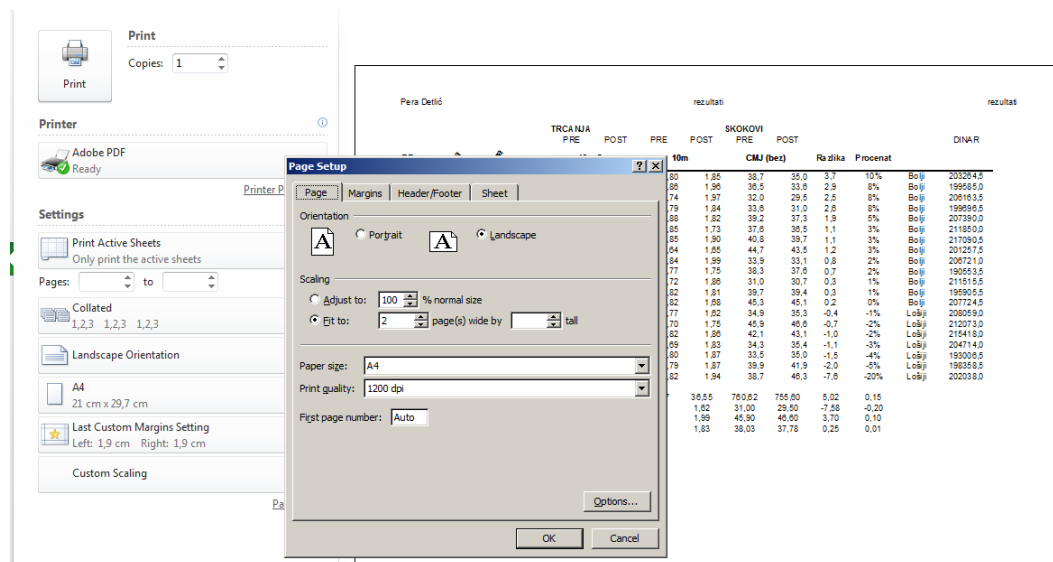 Print
Copies: 1
Print
Printer
Adobe PDF
Ready
Printer P
Settings
Print Active Sheets
Only print the active sheets
Pages: to
Collated
1,2,3 1,2,3 1,2,3
Landscape Orientation
A4
21 cm x 29,7 cm
Last Custom Margins Setting
Left: 1,9 cm Right: 1,9 cm
Custom Scaling
Pa
Page Setup
Page Margins Header/Footer Sheet
Orientation
A Portrait A Landscape
Scaling
Adjust to: 100 % normal size
Fit to: 2 page(s) wide by tall
Paper size: A4
Print quality: 1200 dpi
First page number: Auto
Options...
OK Cancel
Pera Detlić rezultati rezultati
TRCANJA SKOKOVI
PRE POST PRE POST PRE POST DINAR
10m CMJ (bez) Razlika Procenat
,80 1,85 38,7 35,0 3,7 10% Bolji 203264,5
,86 1,96 36,5 33,6 2,9 8% Bolji 199585,0
,74 1,97 32,0 29,5 2,5 8% Bolji 206163,5
,79 1,84 33,6 31,0 2,6 8% Bolji 199696,5
,88 1,82 39,2 37,3 1,9 5% Bolji 207390,0
,85 1,73 37,6 36,5 1,1 3% Bolji 211850,0
,85 1,90 40,8 39,7 1,1 3% Bolji 217090,5
,64 1,65 44,7 43,5 1,2 3% Bolji 201257,5
,84 1,99 33,9 33,1 0,8 2% Bolji 206721,0
,77 1,75 38,3 37,6 0,7 2% Bolji 190553,5
,72 1,86 31,0 30,7 0,3 1% Bolji 211515,5
,82 1,81 39,7 39,4 0,3 1% Bolji 195905,5
,82 1,68 45,3 45,1 0,2 0% Bolji 207724,5
,77 1,62 34,9 35,3 -0,4 -1% Lošiji 208059,0
,70 1,75 45,9 46,6 -0,7 -2% Lošiji 212073,0
,82 1,86 42,1 43,1 -1,0 -2% Lošiji 215418,0
,69 1,83 34,3 35,4 -1,1 -3% Lošiji 204714,0
,80 1,87 33,5 35,0 -1,5 -4% Lošiji 193006,5
,79 1,87 39,9 41,9 -2,0 -5% Lošiji 198358,5
,82 1,94 38,7 46,3 -7,6 -20% Lošiji 202038,0
36,55 760,62 755,60 5,02 0,15
1,62 31,00 29,50 -7,58 -0,20
1,99 45,90 46,60 3,70 0,10
1,83 38,03 37,78 0,25 0,01